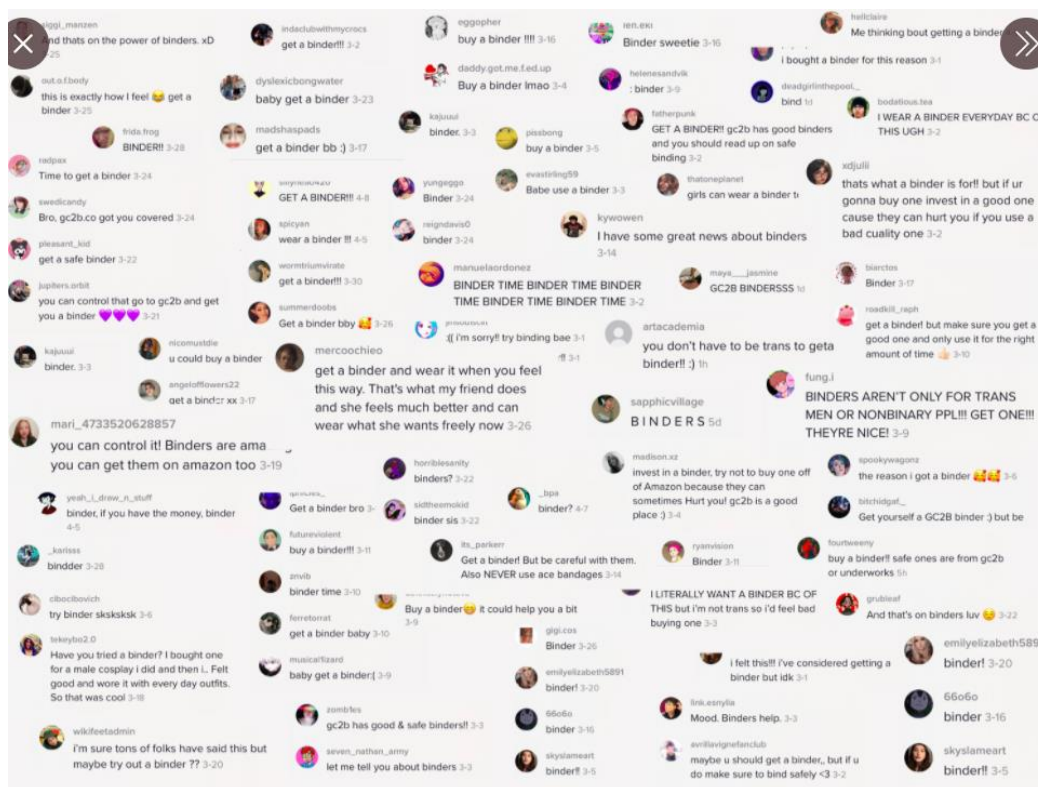 siggi_manzen
And thats on the power of binders. xD
3-25
out.o.f.body
this is exactly how I feel 😂 get a
binder 3-25
frida.frog
BINDER!! 3-28
radpax
Time to get a binder 3-24
swedicandy
Bro, gc2b.co got you covered 3-24
pleasant_kid
get a safe binder 3-22
jupiters.orbit
you can control that go to gc2b and get
you a binder 💜💜💜 3-21
kajuuui
binder. 3-3
nicomustdie
u could buy a binder
angelofflowers22
get a binder xx 3-17
mari_4733520628857
you can control it! Binders are ama
you can get them on amazon too 3-19
yeah_i_drew_n_stuff
binder, if you have the money, binder
4-5
_karisss
bindder 3-28
cibocibovich
try binder sksksksk 3-6
tekeybo2.0
Have you tried a binder? I bought one
for a male cosplay i did and then i.. Felt
good and wore it with every day outfits.
So that was cool 3-18
wikifeetadmin
i'm sure tons of folks have said this but
maybe try out a binder ?? 3-20
indaclubwithmycrocs
get a binder!!! 3-2
dyslexicbongwater
baby get a binder 3-23
madshaspads
get a binder bb :) 3-17
GET A BINDER!!! 4-8
spicyan
wear a binder !!! 4-5
wormtriumvirate
get a binder!!! 3-30
summerdoobs
Get a binder bby 🥰 3-26
mercoochieo
get a binder and wear it when you feel
this way. That's what my friend does
and she feels much better and can
wear what she wants freely now 3-26
Get a binder bro 3-
futureviolent
buy a binder!!! 3-11
znvib
binder time 3-10
ferretorrat
get a binder baby 3-10
musical1izard
baby get a binder:( 3-9
zomb1es
gc2b has good & safe binders!! 3-3
seven_nathan_army
let me tell you about binders 3-3
eggopher
buy a binder !!!! 3-16
daddy.got.me.f.ed.up
Buy a binder lmao 3-4
kajuuui
binder. 3-3
pissbong
buy a binder 3-5
yungeggo
Binder 3-24
evastirling59
Babe use a binder 3-3
reigndavis0
binder 3-24
manuelaordonez
BINDER TIME BINDER TIME BINDER
TIME BINDER TIME BINDER TIME 3-2
:(( i'm sorry!! try binding bae 3-1
3-1
horriblesanity
binders? 3-22
sidtheemokid
binder sis 3-22
_bpa
binder? 4-7
its_parkerr
Get a binder! But be careful with them.
Also NEVER use ace bandages 3-14
Buy a binder😁 it could help you a bit
3-9
gigi.cos
Binder 3-26
emilyelizabeth5891
binder! 3-20
66o6o
binder 3-16
skyslameart
binder!! 3-5
ren.eki
Binder sweetie 3-16
helenesandvik
: binder 3-9
fatherpunk
GET A BINDER!! gc2b has good binders
and you should read up on safe
binding 3-2
thatoneplanet
girls can wear a binder
kywowen
I have some great news about binders
3-14
maya___jasmine
GC2B BINDERSSS 1d
artacademia
you don't have to be trans to geta
binder!! :) 1h
sapphicvillage
B I N D E R S 5d
madison.xz
invest in a binder, try not to buy one off
of Amazon because they can
sometimes Hurt you! gc2b is a good
place :) 3-4
ryanvision
Binder 3-11
I LITERALLY WANT A BINDER BC OF
THIS but i'm not trans so i'd feel bad
buying one 3-3
i felt this!!! i've considered getting a
binder but idk 3-1
link.esnylia
Mood. Binders help. 3-3
avrillavignefanclub
maybe u should get a binder,, but if u
do make sure to bind safely <3 3-2
hellclaire
Me thinking bout getting a binder
i bought a binder for this reason 3-1
deadgirlinthepool._
bind 1d
bodatious.tea
I WEAR A BINDER EVERYDAY BC
THIS UGH 3-2
xdjulii
thats what a binder is for!! but if ur
gonna buy one invest in a good one
cause they can hurt you if you use a
bad cuality one 3-2
biarctos
Binder 3-17
roadkill_raph
get a binder! but make sure you get a
good one and only use it for the right
amount of time 👍🏻 3-10
fung.i
BINDERS AREN'T ONLY FOR TRANS
MEN OR NONBINARY PPL!!! GET ONE!!!
THEYRE NICE! 3-9
spookywagonz
the reason i got a binder 🥰🥰 3-6
bitchidgaf._
Get yourself a GC2B binder :) but be
fourtweeny
buy a binder!! safe ones are from gc2b
or underworks 5h
grubleaf
And that's on binders luv 😌 3-22
emilyelizabeth589
binder! 3-20
66o6o
binder 3-16
skyslameart
binder!! 3-5